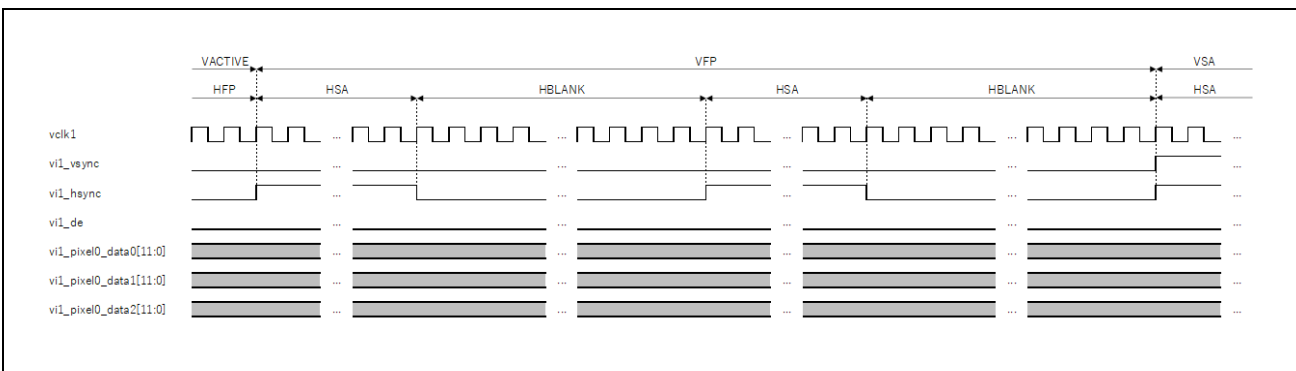 VACTIVE VFP VSA
HFP HSA HBLANK HSA HBLANK HSA
vclk1 ... ... ... ... ...
vi1_vsync ... ... ... ... ...
vi1_hsync ... ... ... ... ...
vi1_de ... ... ... ... ...
vi1_pixel0_data0[11:0] ... ... ... ... ...
vi1_pixel0_data1[11:0] ... ... ... ... ...
vi1_pixel0_data2[11:0] ... ... ... ... ...